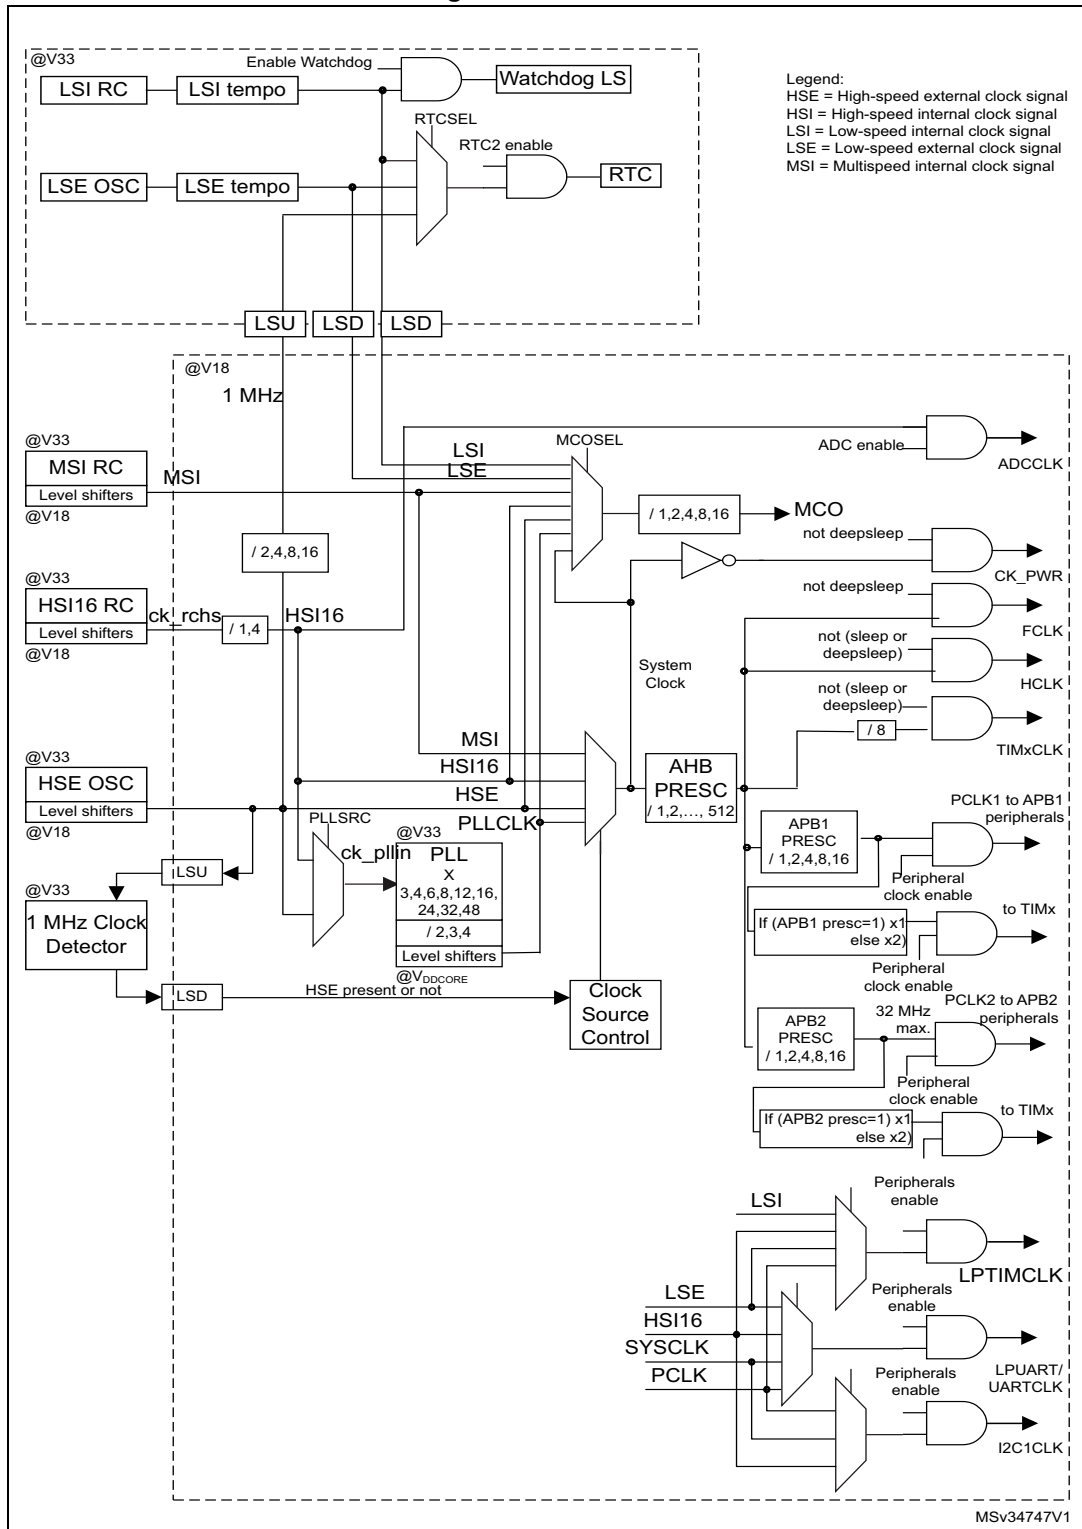 @V33
Enable Watchdog
LSI RC
LSI tempo
Watchdog LS
Legend:
HSE = High-speed external clock signal
HSI = High-speed internal clock signal
LSI = Low-speed internal clock signal
LSE = Low-speed external clock signal
MSI = Multispeed internal clock signal
RTCSEL
RTC2 enable
LSE OSC
LSE tempo
RTC
LSU
LSD
LSD
@V18
1 MHz
@V33
MSI RC
Level shifters
@V18
MSI
LSI
LSE
MCOSEL
/ 1,2,4,8,16
MCO
ADC enable
ADCCLK
/ 2,4,8,16
not deepsleep
CK_PWR
@V33
HSI16 RC
Level shifters
@V18
ck_rchs
/ 1,4
HSI16
not deepsleep
FCLK
System
Clock
not (sleep or
deepsleep)
HCLK
not (sleep or
deepsleep)
/ 8
TIMxCLK
@V33
HSE OSC
Level shifters
@V18
MSI
HSI16
HSE
PLLCLK
AHB
PRESC
/ 1,2,..., 512
PLLSRC
ck_pllin
@V33
PLL
X
3,4,6,8,12,16,
24,32,48
/ 2,3,4
Level shifters
@VDDCORE
APB1
PRESC
/ 1,2,4,8,16
PCLK1 to APB1
peripherals
Peripheral
clock enable
LSU
@V33
1 MHz Clock
Detector
LSD
HSE present or not
Clock
Source
Control
If (APB1 presc=1) x1
else x2)
to TIMx
Peripheral
clock enable
APB2
PRESC
/ 1,2,4,8,16
32 MHz
max.
PCLK2 to APB2
peripherals
Peripheral
clock enable
If (APB2 presc=1) x1
else x2)
to TIMx
LSI
Peripherals
enable
LPTIMCLK
LSE
HSI16
SYSCLK
PCLK
Peripherals
enable
LPUART/
UARTCLK
Peripherals
enable
I2C1CLK
MSv34747V1